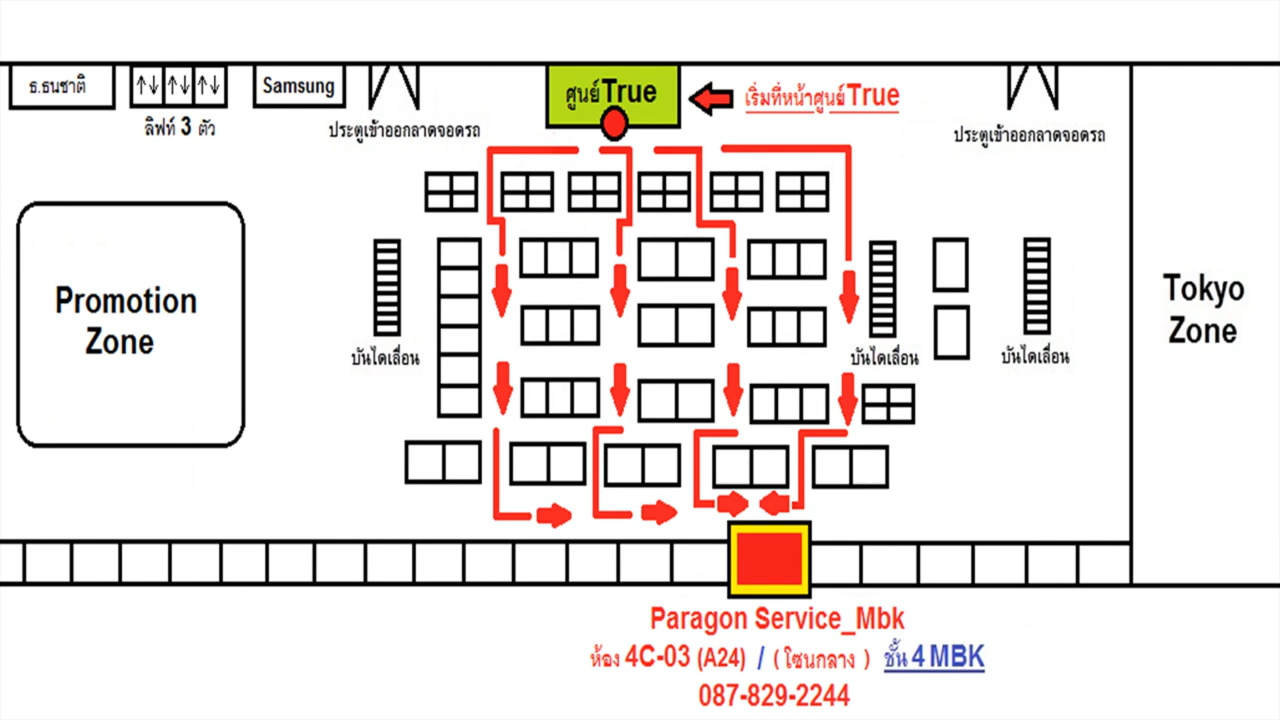 ธ.ธนชาติ
Samsung
ศูนย์True
เริ่มที่หน้าศูนย์True
ลิฟท์ 3 ตัว
ประตูเข้าออกลาดจอดรถ
ประตูเข้าออกลาดจอดรถ
Promotion
Zone
Tokyo
Zone
บันไดเลื่อน
บันไดเลื่อน
บันไดเลื่อน
Paragon Service_Mbk
ห้อง 4C-03 (A24) / ( โซนกลาง ) ชั้น 4 MBK
087-829-2244